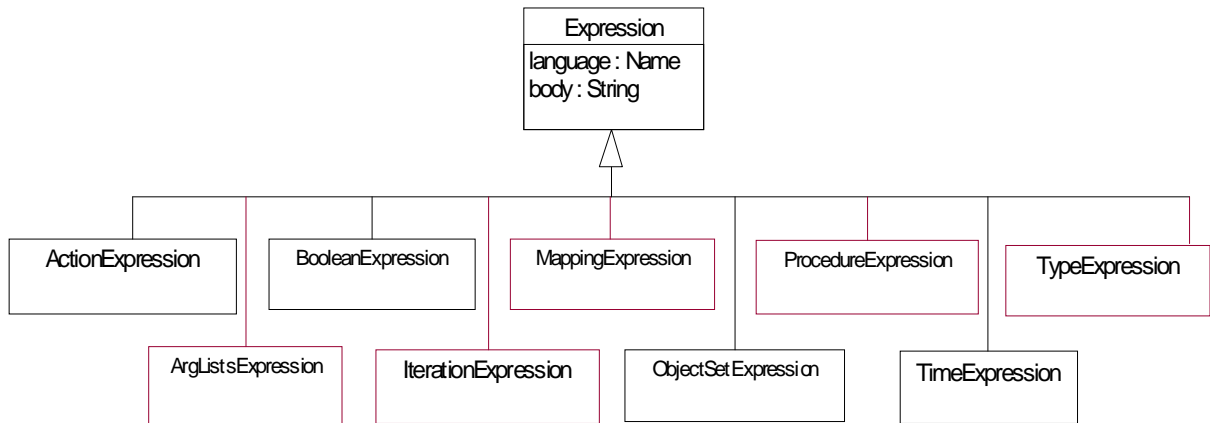 Expression
language : Name
body : String
ActionExpression
BooleanExpression
MappingExpression
ProcedureExpression
TypeExpression
ArgListsExpression
IterationExpression
ObjectSetExpression
TimeExpression